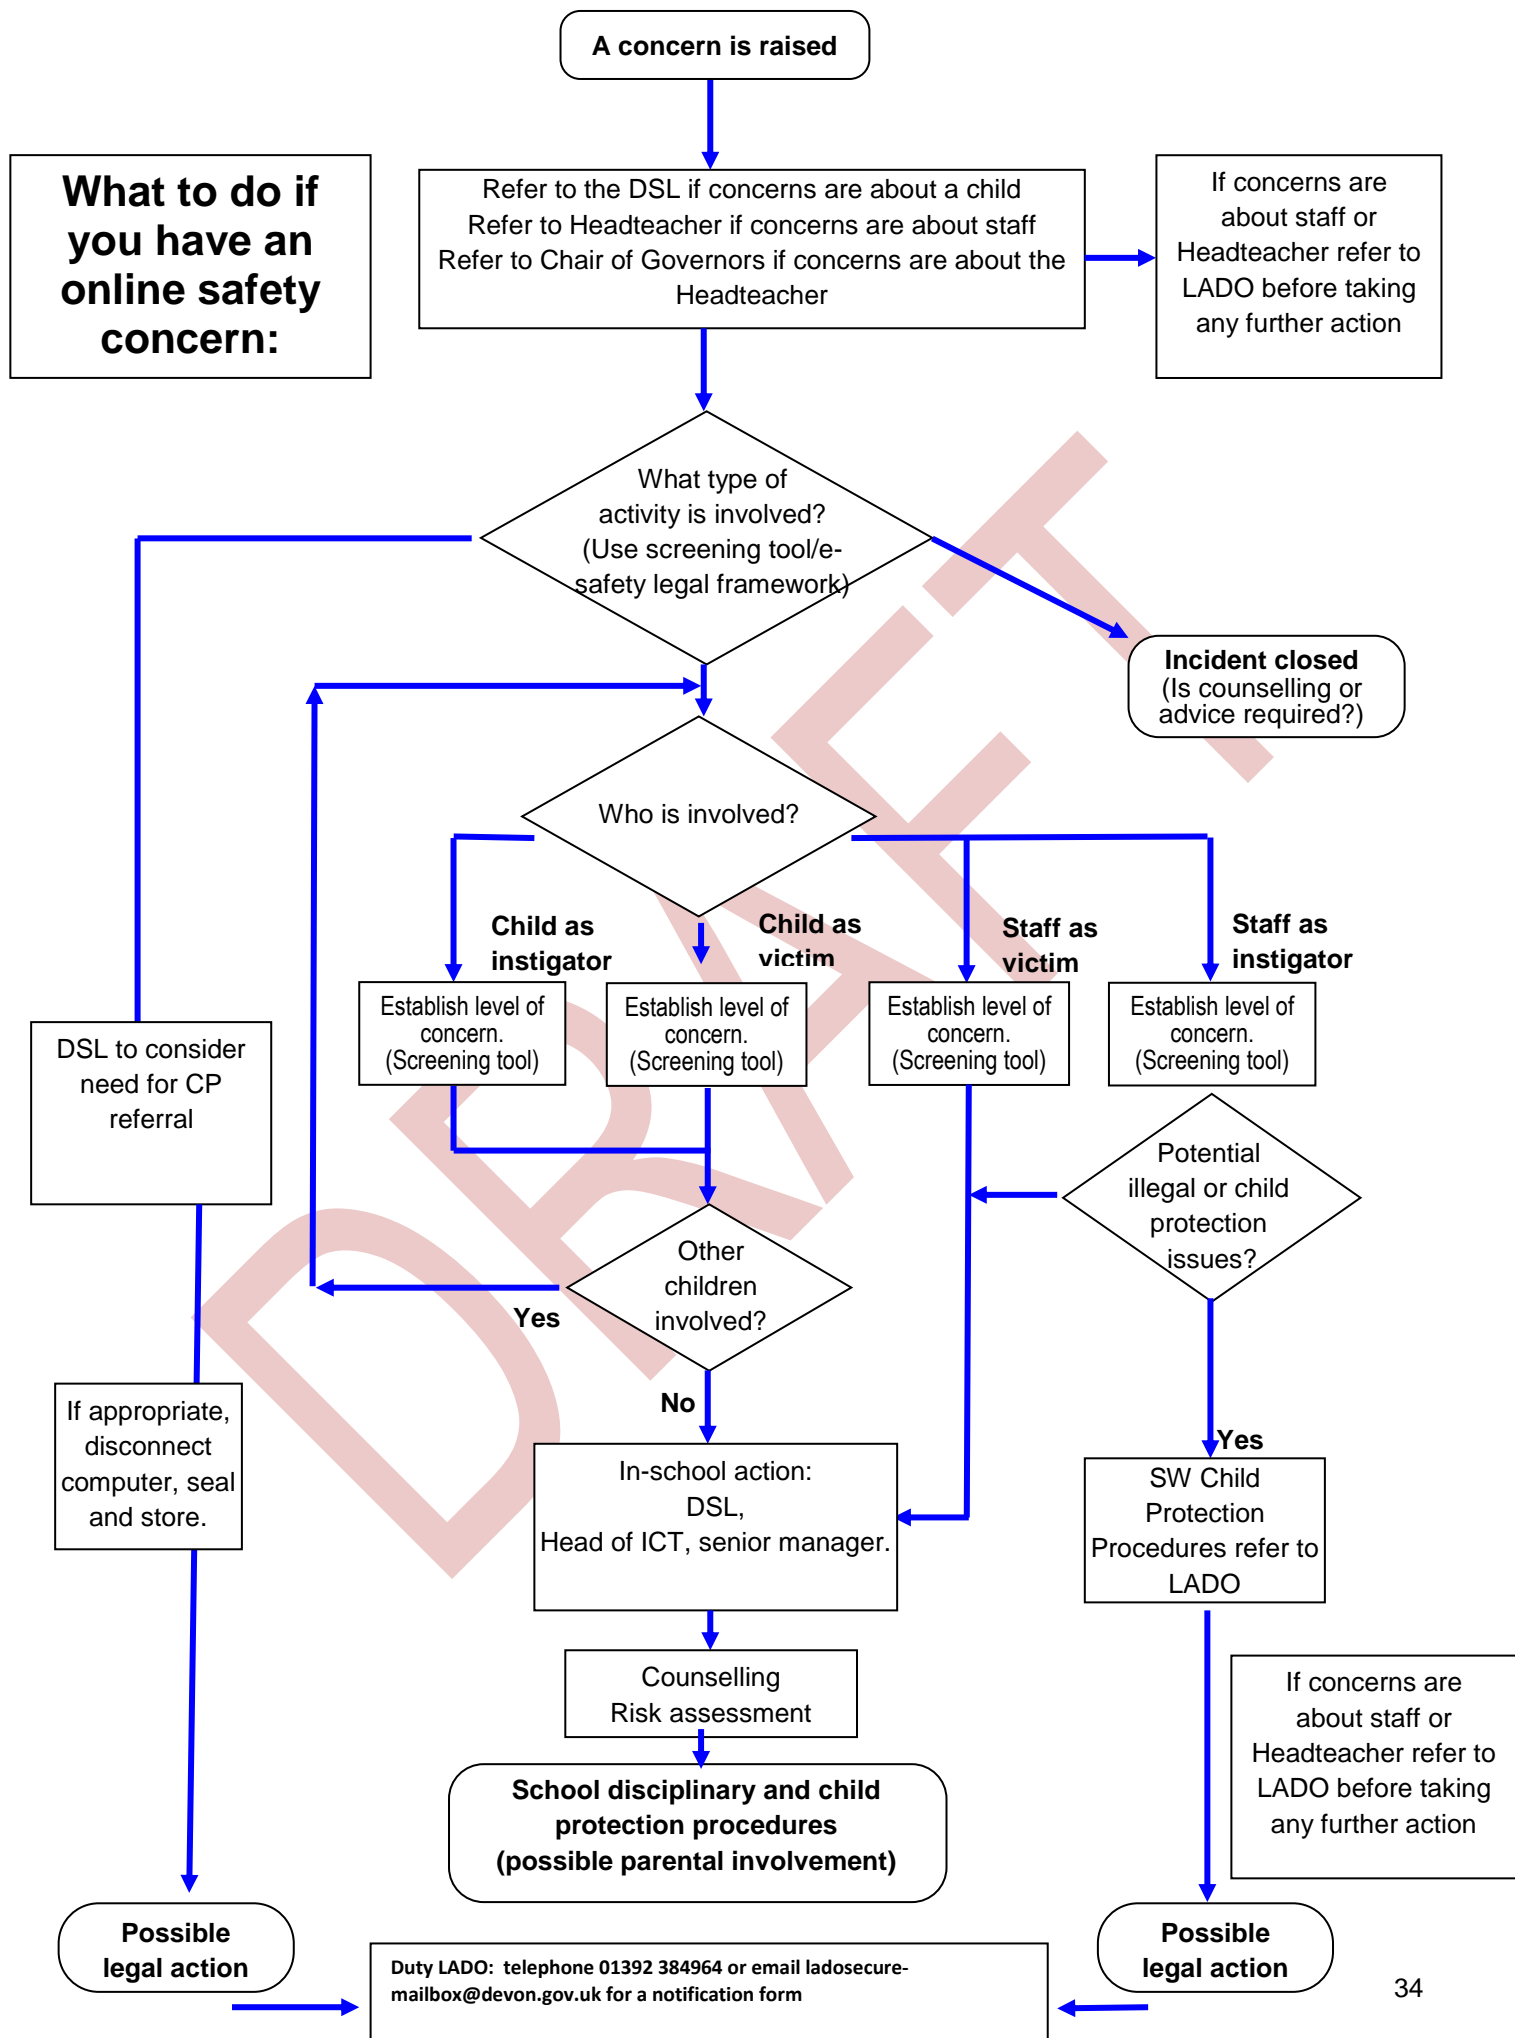 A concern is raised
What to do if
you have an
online safety
concern:
Refer to the DSL if concerns are about a child
Refer to Headteacher if concerns are about staff
Refer to Chair of Governors if concerns are about the
Headteacher
If concerns are
about staff or
Headteacher refer to
LADO before taking
any further action
What type of
activity is involved?
(Use screening tool/e-
safety legal framework)
Incident closed
(Is counselling or
advice required?)
Who is involved?
Child as
instigator
Child as
victim
Staff as
victim
Staff as
instigator
Establish level of
concern.
(Screening tool)
Establish level of
concern.
(Screening tool)
Establish level of
concern.
(Screening tool)
Establish level of
concern.
(Screening tool)
DSL to consider
need for CP
referral
Potential
illegal or child
protection
issues?
Other
children
involved?
Yes
No
If appropriate,
disconnect
computer, seal
and store.
In-school action:
DSL,
Head of ICT, senior manager.
Yes
SW Child
Protection
Procedures refer to
LADO
Counselling
Risk assessment
If concerns are
about staff or
Headteacher refer to
LADO before taking
any further action
School disciplinary and child
protection procedures
(possible parental involvement)
Possible
legal action
Possible
legal action
Duty LADO: telephone 01392 384964 or email ladosecure-
mailbox@devon.gov.uk for a notification form
34
DRAFT